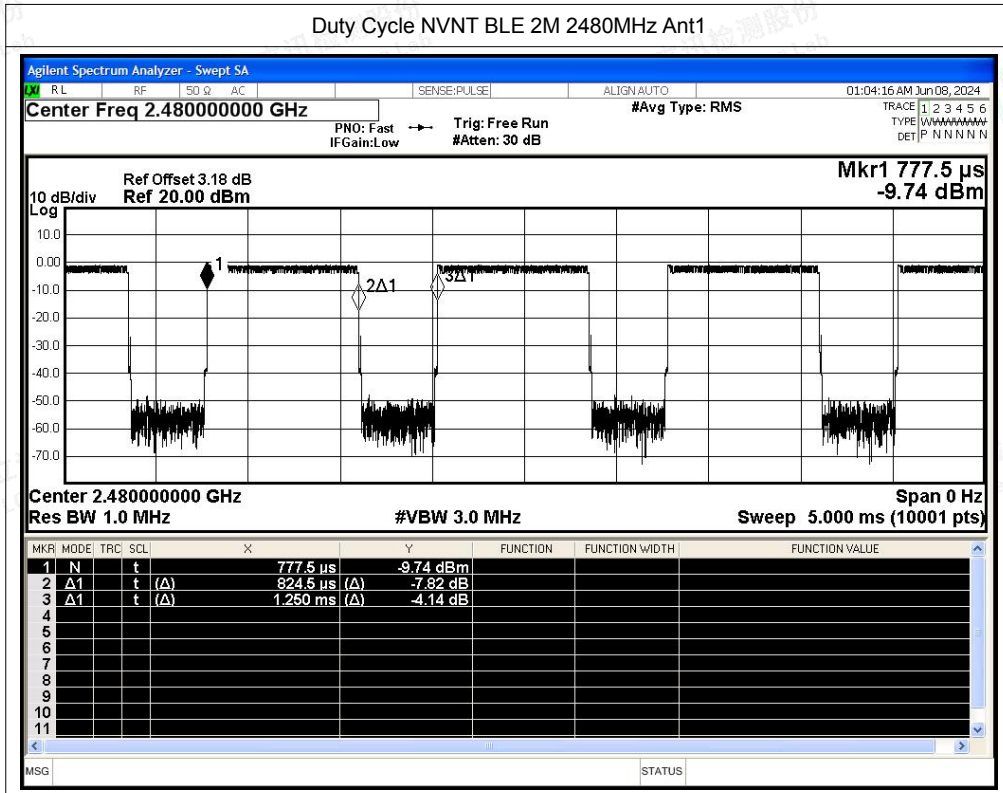 Duty Cycle NVNT BLE 2M 2480MHz Ant1
Agilent Spectrum Analyzer - Swept SA
LXI RL RF 50 Ω AC SENSE:PULSE ALIGN AUTO 01:04:16 AM Jun 08, 2024
Center Freq 2.480000000 GHz #Avg Type: RMS TRACE 1 2 3 4 5 6
PNO: Fast Trig: Free Run TYPE WWWWWW
IFGain:Low #Atten: 30 dB DET P N N N N N
Mkr1 777.5 µs
-9.74 dBm
Ref Offset 3.18 dB
10 dB/div Ref 20.00 dBm
Log
10.0
0.00
-10.0
-20.0
-30.0
-40.0
-50.0
-60.0
-70.0
1
2Δ1
3Δ1
Center 2.480000000 GHz Span 0 Hz
Res BW 1.0 MHz #VBW 3.0 MHz Sweep 5.000 ms (10001 pts)
MKR MODE TRC SCL X Y FUNCTION FUNCTION WIDTH FUNCTION VALUE
1 N t 777.5 µs -9.74 dBm
2 Δ1 t (Δ) 824.5 µs (Δ) -7.82 dB
3 Δ1 t (Δ) 1.250 ms (Δ) -4.14 dB
4
5
6
7
8
9
10
11
MSG STATUS